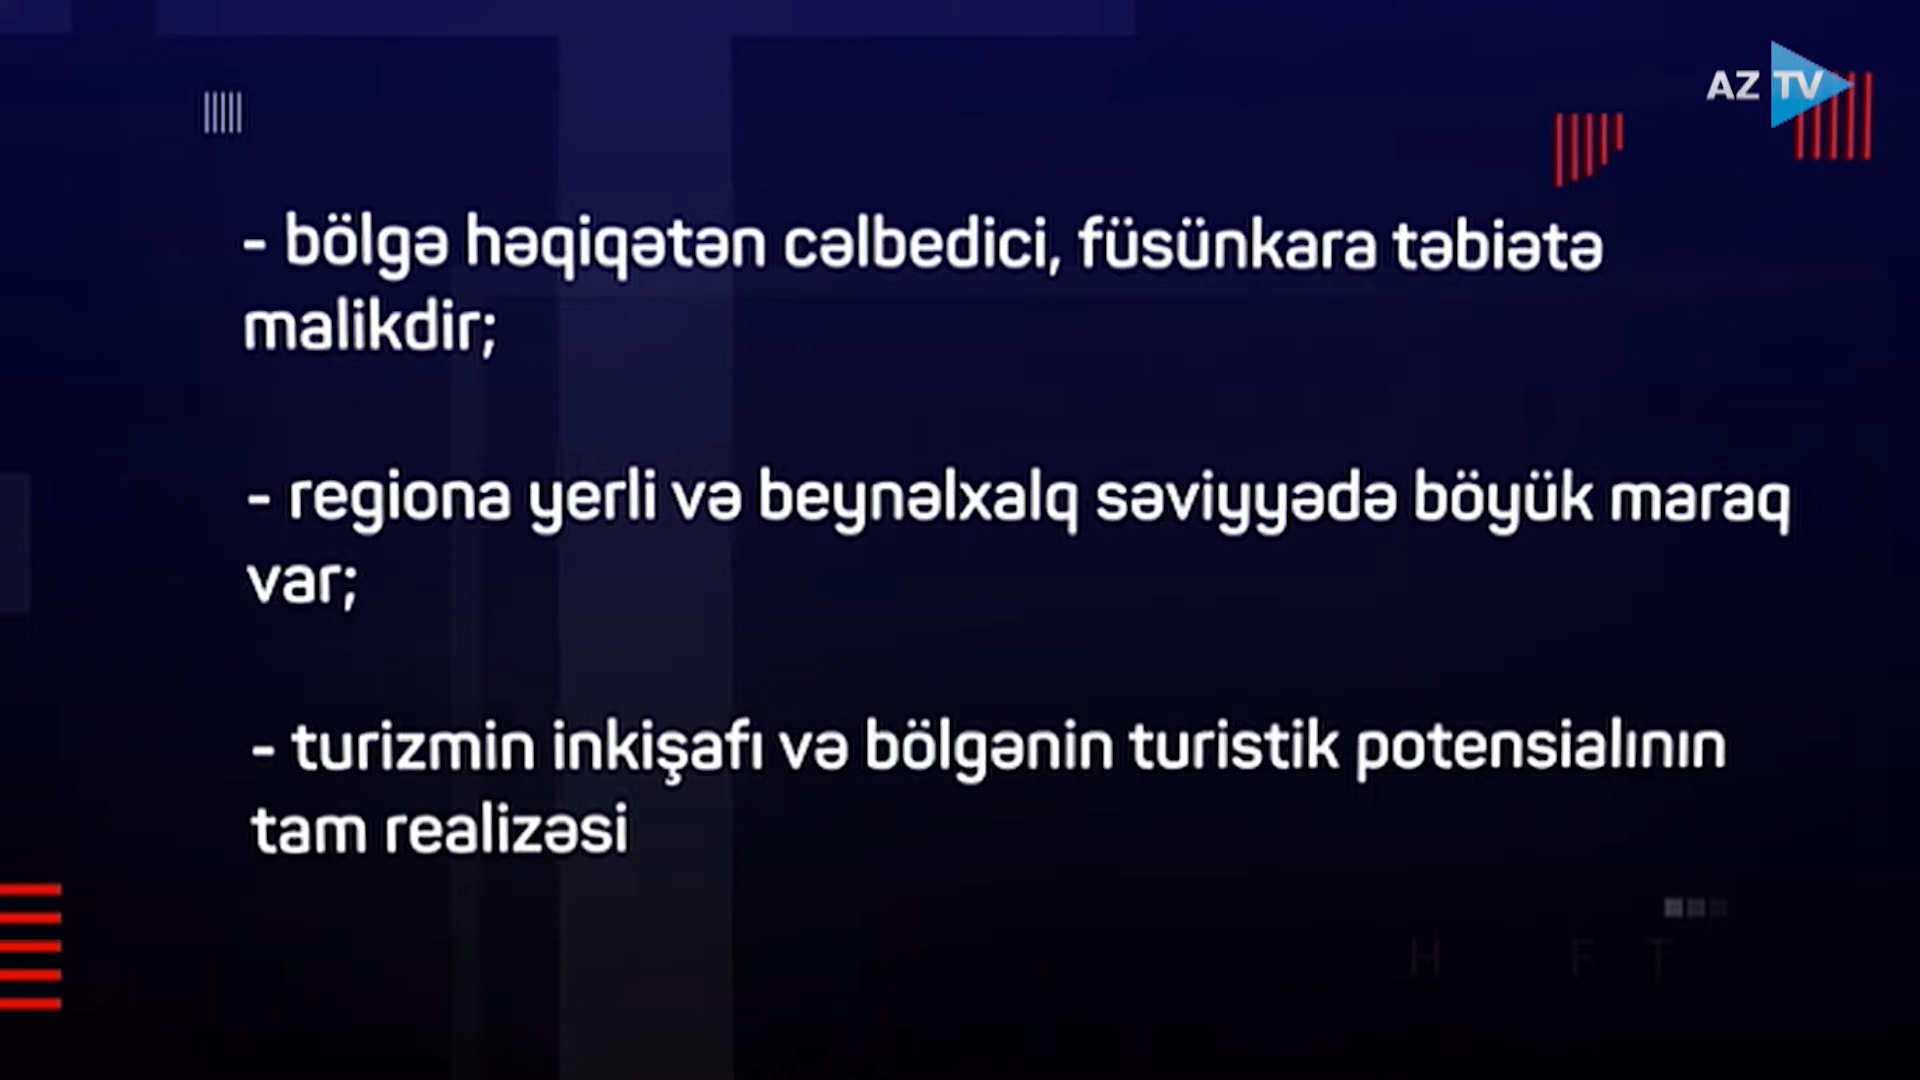 AZ TV
- bölgə həqiqətən cəlbedici, füsünkara təbiətə
malikdir;
- regiona yerli və beynəlxalq səviyyədə böyük maraq
var;
- turizmin inkişafı və bölgənin turistik potensialının
tam realizəsi
H F T